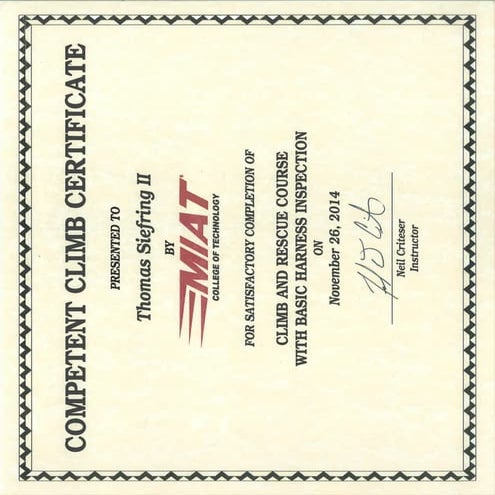 COMPETENT CLIMB CERTIFICATE
PRESENTED TO
Thomas Siefring II
BY
MIAT
COLLEGE OF TECHNOLOGY
FOR SATISFACTORY COMPLETION OF
CLIMB AND RESCUE COURSE
WITH BASIC HARNESS INSPECTION
ON
November 26, 2014
Neil Criteser
Instructor